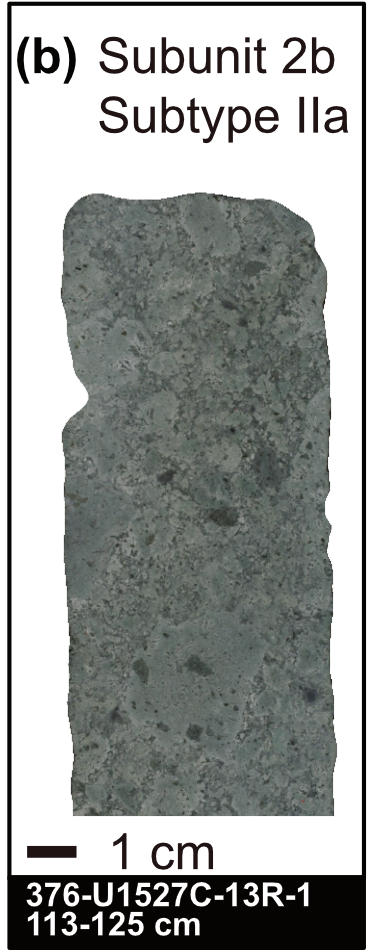 (b) Subunit 2b
Subtype IIa
1 cm
376-U1527C-13R-1
113-125 cm